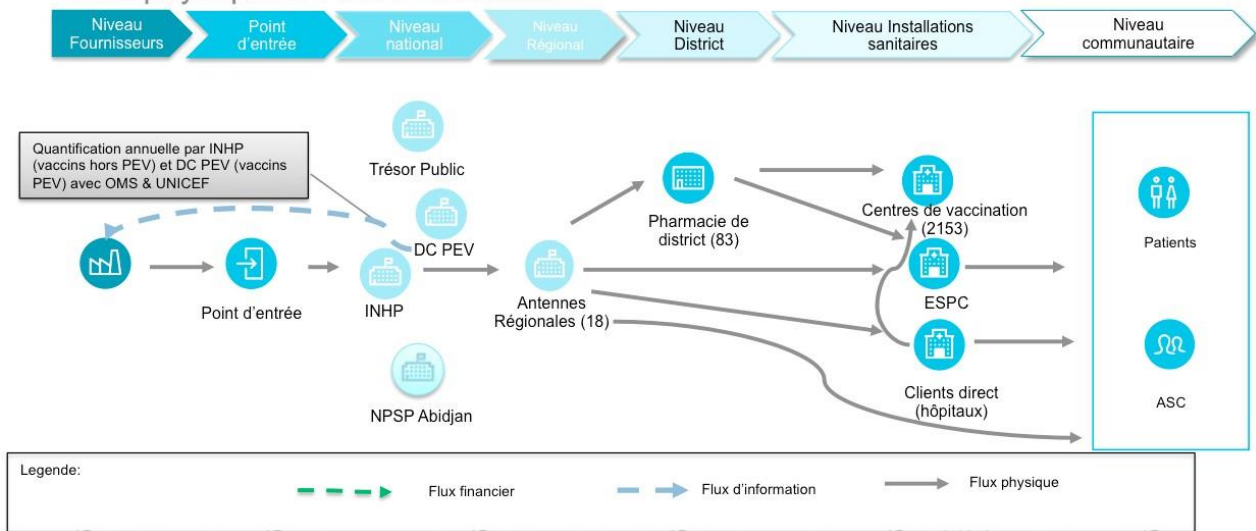 Niveau
Fournisseurs
Point
d'entrée
Niveau
national
Niveau
Régional
Niveau
District
Niveau Installations
sanitaires
Niveau
communautaire
Quantification annuelle par INHP
(vaccins hors PEV) et DC PEV (vaccins
PEV) avec OMS & UNICEF
Trésor Public
DC PEV
Point d'entrée
INHP
NPSP Abidjan
Antennes
Régionales (18)
Pharmacie de
district (83)
Centres de vaccination
(2153)
ESPC
Clients direct
(hôpitaux)
Patients
ASC
Legende:
Flux financier
Flux d'information
Flux physique